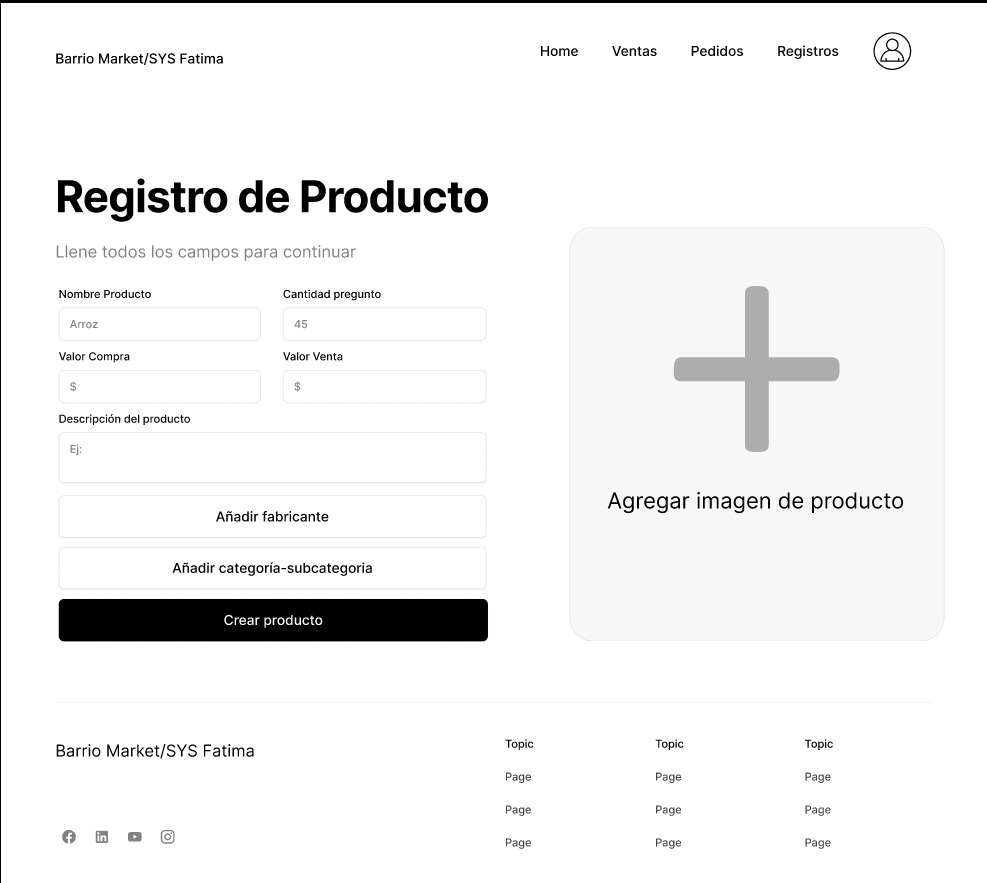 Barrio Market/SYS Fatima
Home Ventas Pedidos Registros
Registro de Producto
Llene todos los campos para continuar
Nombre Producto Cantidad pregunto
Arroz 45
Valor Compra Valor Venta
$ $
Descripción del producto
Ej:
Añadir fabricante
Añadir categoría-subcategoria
Crear producto
Agregar imagen de producto
Barrio Market/SYS Fatima
Topic Topic Topic
Page Page Page
Page Page Page
Page Page Page